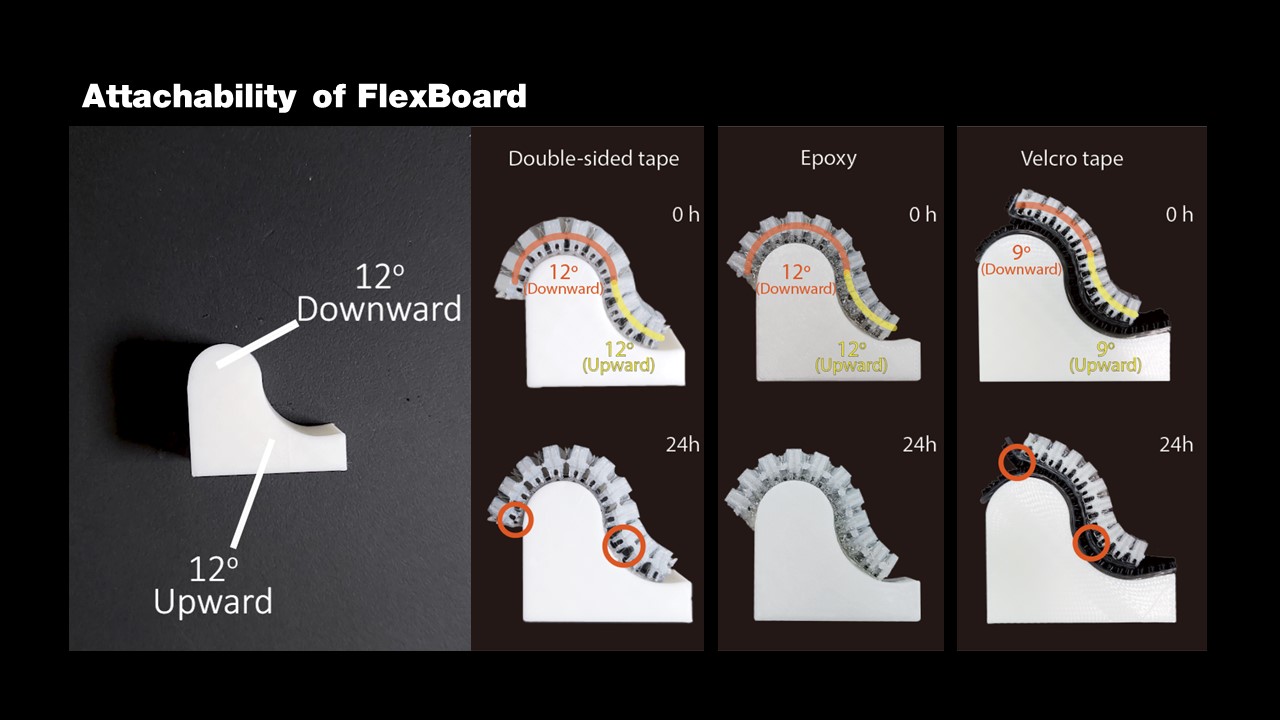 Attachability of FlexBoard
12º
Downward
12º
Upward
Double-sided tape
0 h
12º
(Downward)
12º
(Upward)
24h
Epoxy
0 h
12º
(Downward)
12º
(Upward)
24h
Velcro tape
0 h
9º
(Downward)
9º
(Upward)
24h